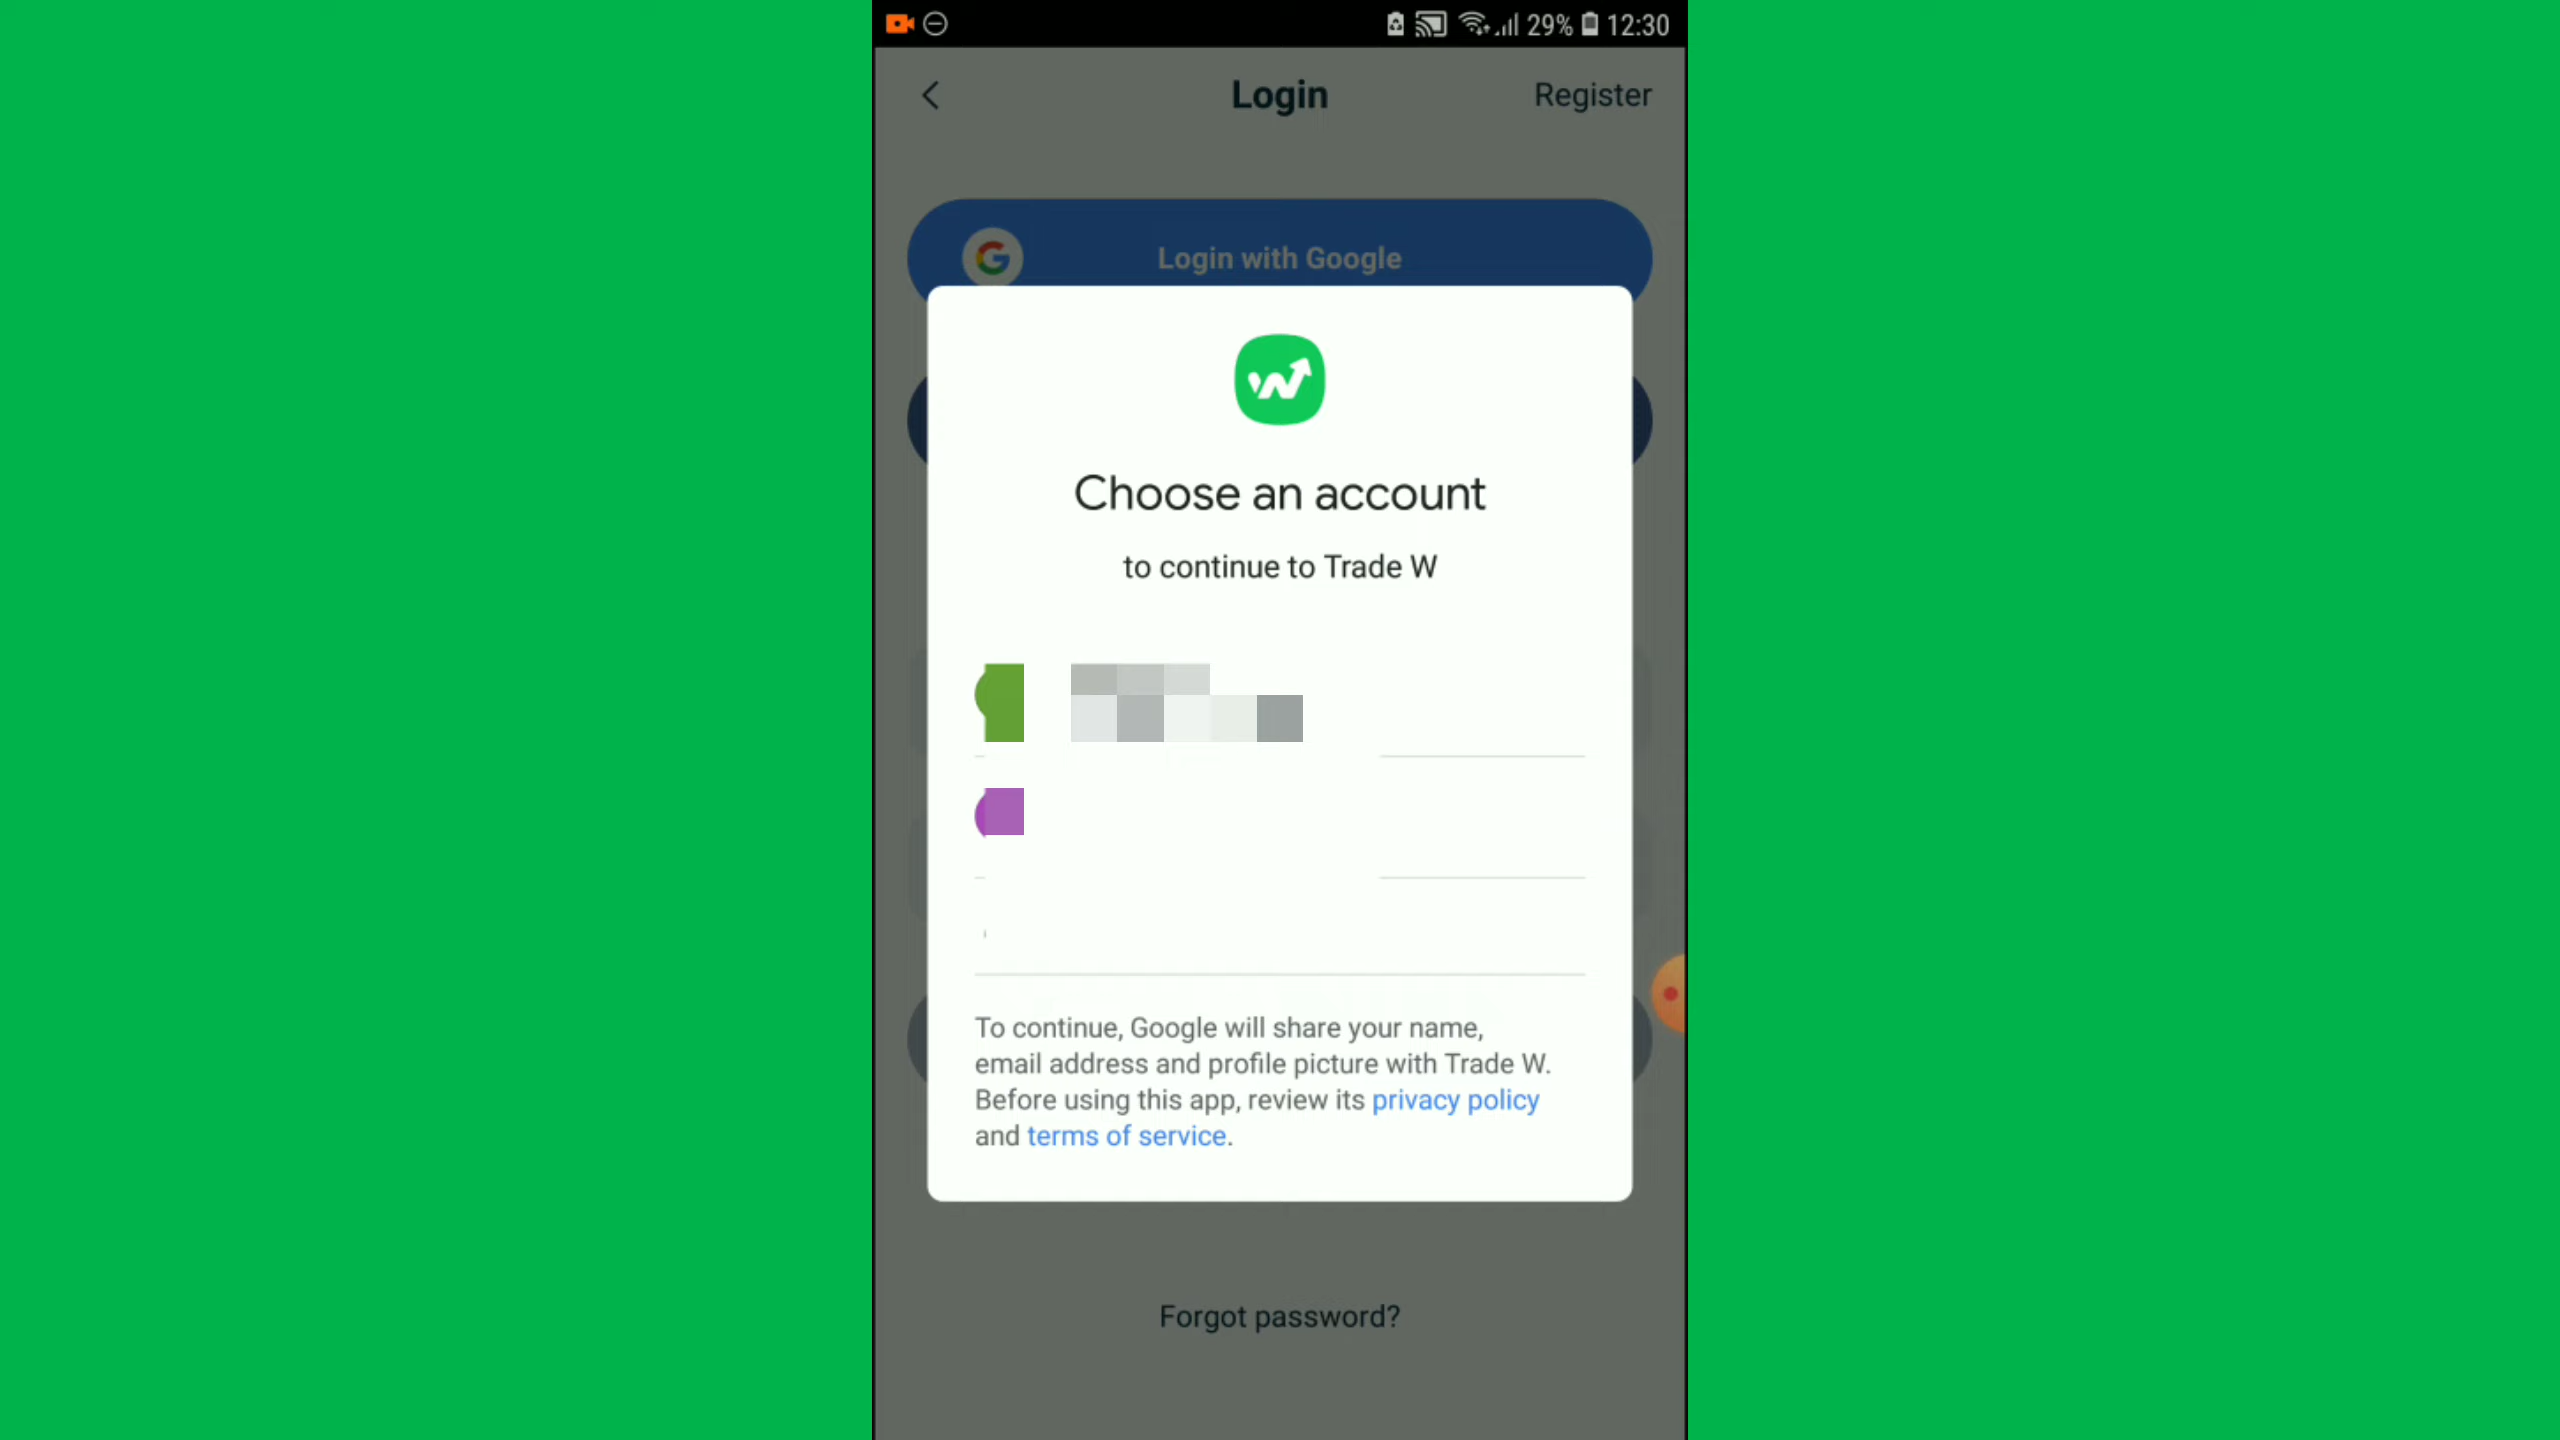 29% 12:30
Login
Register
Login with Google
Choose an account
to continue to Trade W
To continue, Google will share your name,
email address and profile picture with Trade W.
Before using this app, review its privacy policy
and terms of service.
Forgot password?